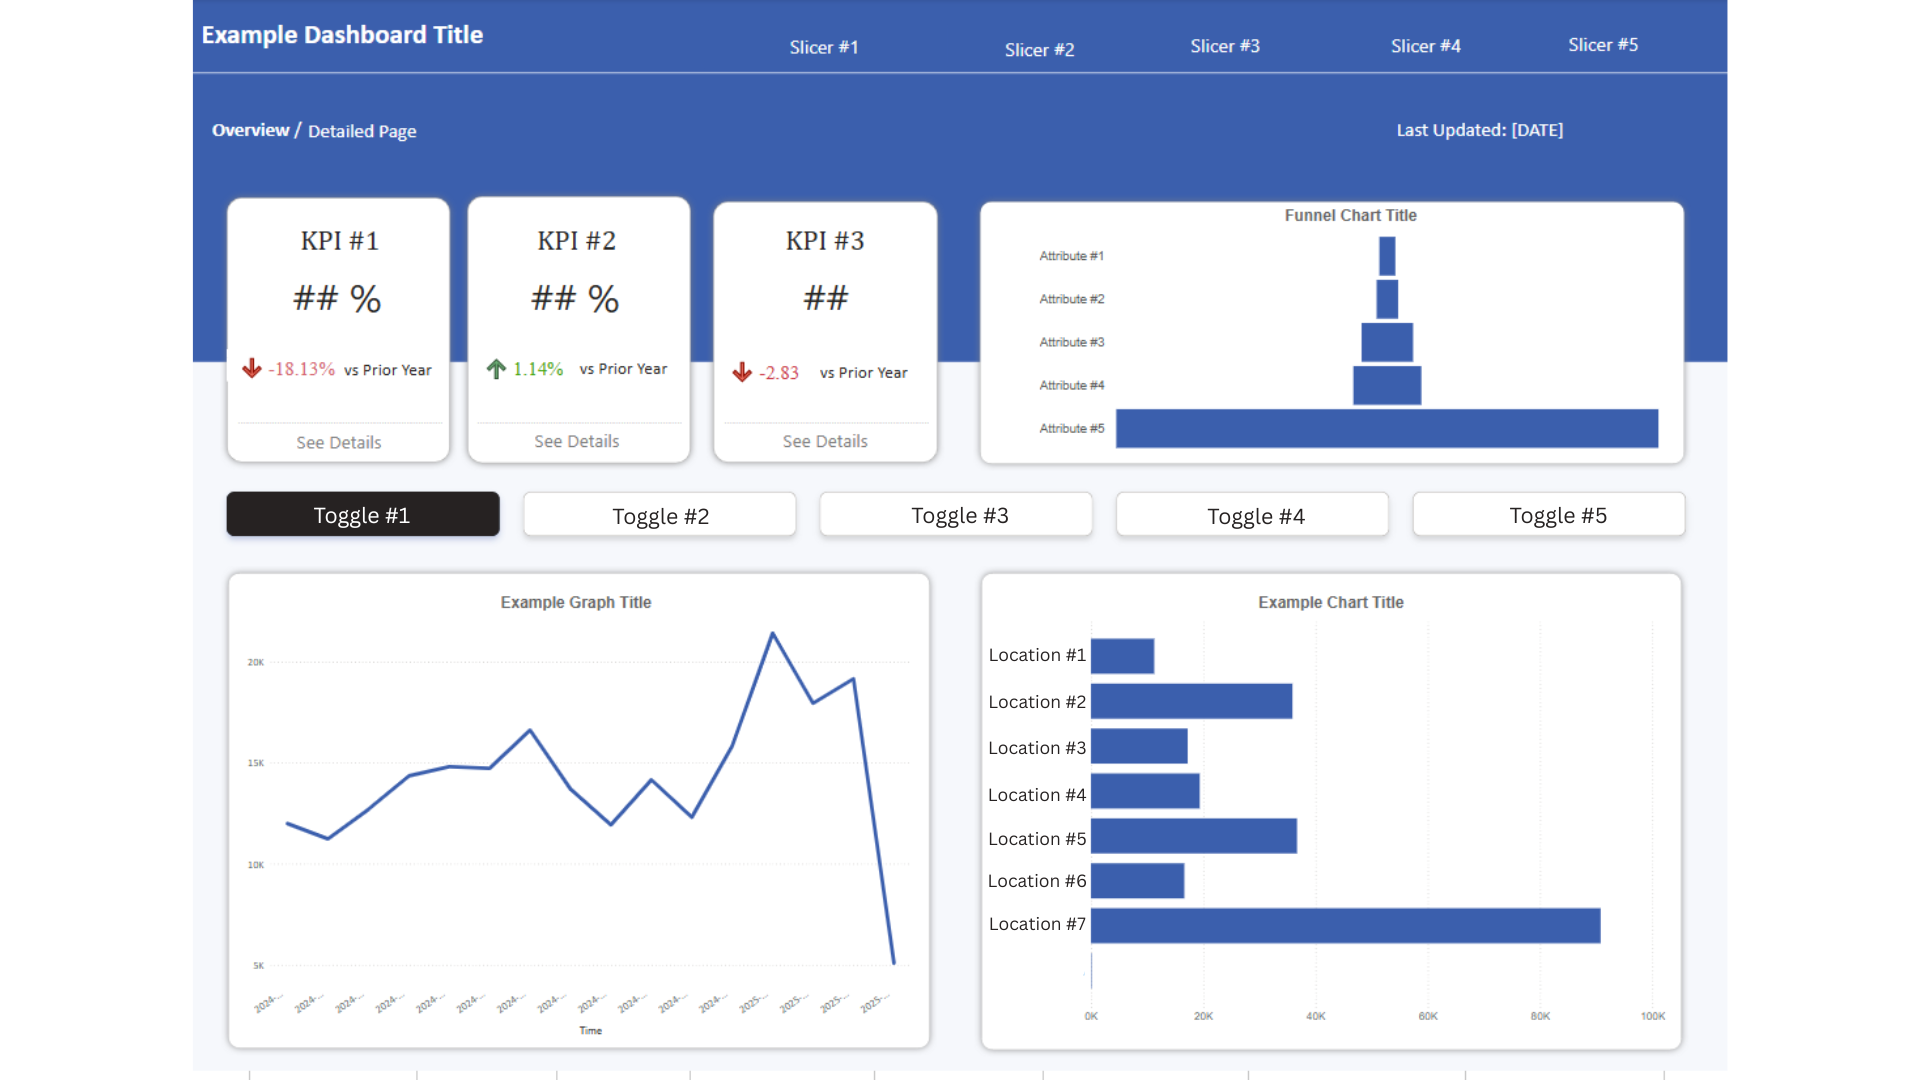 Example Dashboard Title
Slicer #1
Slicer #2
Slicer #3
Slicer #4
Slicer #5
Overview / Detailed Page
Last Updated: [DATE]
KPI #1
## %
-18.13% vs Prior Year
See Details
KPI #2
## %
1.14% vs Prior Year
See Details
KPI #3
##
-2.83 vs Prior Year
See Details
Funnel Chart Title
Attribute #1
Attribute #2
Attribute #3
Attribute #4
Attribute #5
Toggle #1
Toggle #2
Toggle #3
Toggle #4
Toggle #5
Example Graph Title
20K
15K
10K
5K
2024-...
2024-...
2024-...
2024-...
2024-...
2024-...
2024-...
2024-...
2024-...
2024-...
2024-...
2024-...
2025-...
2025-...
2025-...
2025-...
Time
Example Chart Title
Location #1
Location #2
Location #3
Location #4
Location #5
Location #6
Location #7
0K
20K
40K
60K
80K
100K